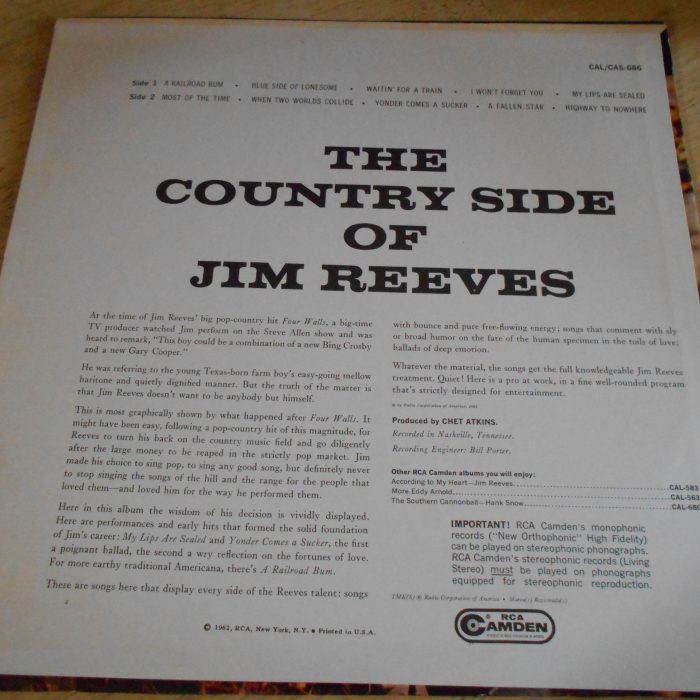 CAL/CAS-686
Side 1 A RAILROAD BUM • BLUE SIDE OF LONESOME • WAITIN' FOR A TRAIN • I WON'T FORGET YOU • MY LIPS ARE SEALED
Side 2 MOST OF THE TIME • WHEN TWO WORLDS COLLIDE • YONDER COMES A SUCKER • A FALLEN STAR • HIGHWAY TO NOWHERE
THE
COUNTRY SIDE
OF
JIM REEVES
At the time of Jim Reeves' big pop-country hit Four Walls, a big-time
TV producer watched Jim perform on the Steve Allen show and was
heard to remark, "This boy could be a combination of a new Bing Crosby
and a new Gary Cooper."
He was referring to the young Texas-born farm boy's easy-going mellow
baritone and quietly dignified manner. But the truth of the matter is
that Jim Reeves doesn't want to be anybody but himself.
This is most graphically shown by what happened after Four Walls. It
might have been easy, following a pop-country hit of this magnitude, for
Reeves to turn his back on the country music field and go diligently
after the large money to be reaped in the strictly pop market. Jim
made his choice to sing pop, to sing any good song, but definitely never
to stop singing the songs of the hill and the range for the people that
loved them—and loved him for the way he performed them.
Here in this album the wisdom of his decision is vividly displayed.
Here are performances and early hits that formed the solid foundation
of Jim's career: My Lips Are Sealed and Yonder Comes a Sucker, the first
a poignant ballad, the second a wry reflection on the fortunes of love.
For more earthy traditional Americana, there's A Railroad Bum.
There are songs here that display every side of the Reeves talent: songs
2
with bounce and pure free-flowing energy; songs that comment with sly
or broad humor on the fate of the human specimen in the toils of love;
ballads of deep emotion.
Whatever the material, the songs get the full knowledgeable Jim Reeves
treatment. Quiet! Here is a pro at work, in a fine well-rounded program
that's strictly designed for entertainment.
© by Radio Corporation of America, 1962
Produced by CHET ATKINS.
Recorded in Nashville, Tennessee.
Recording Engineer: Bill Porter.
Other RCA Camden albums you will enjoy:
According to My Heart—Jim Reeves.....CAL-583
More Eddy Arnold.....CAL-563
The Southern Cannonball—Hank Snow.....CAL-680
IMPORTANT! RCA Camden's monophonic
records ("New Orthophonic" High Fidelity)
can be played on stereophonic phonographs.
RCA Camden's stereophonic records (Living
Stereo) must be played on phonographs
equipped for stereophonic reproduction.
TMK(S) ® Radio Corporation of America • Marca(s) Registrada(s)
RCA
CAMDEN
© 1962, RCA, New York, N.Y. • Printed in U.S.A.